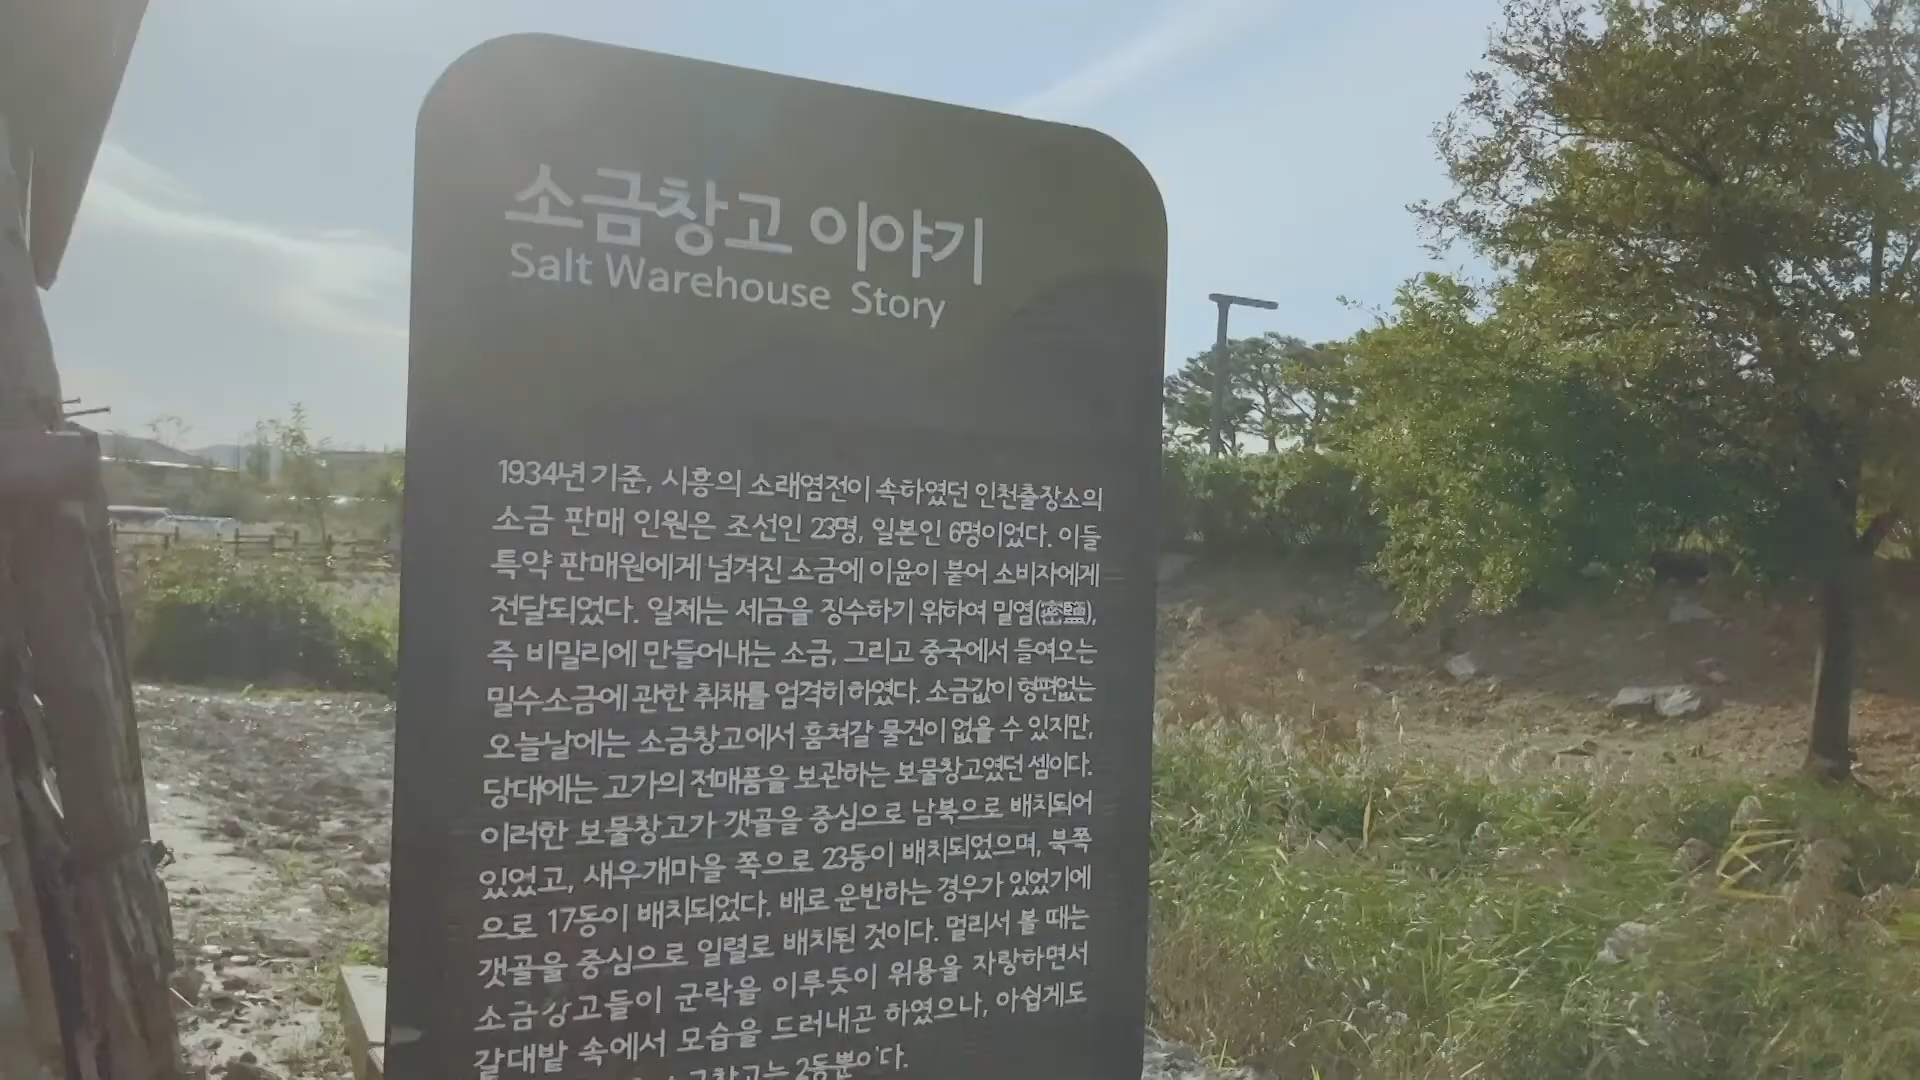 소금창고 이야기
Salt Warehouse Story
1934년 기준, 시흥의 소래염전이 속하였던 인천출장소의
소금 판매 인원은 조선인 23명, 일본인 6명이었다. 이들
특약 판매원에게 넘겨진 소금에 이윤이 붙어 소비자에게
전달되었다. 일제는 세금을 징수하기 위하여 밀염(密鹽),
즉 비밀리에 만들어내는 소금, 그리고 중국에서 들여오는
밀수소금에 관한 취채를 엄격히 하였다. 소금값이 형편없는
오늘날에는 소금창고에서 훔쳐갈 물건이 없을 수 있지만,
당대에는 고가의 전매품을 보관하는 보물창고였던 셈이다.
이러한 보물창고가 갯골을 중심으로 남북으로 배치되어
있었고, 새우개마을 쪽으로 23동이 배치되었으며, 북쪽
으로 17동이 배치되었다. 배로 운반하는 경우가 있었기에
갯골을 중심으로 일렬로 배치된 것이다. 멀리서 볼 때는
소금창고들이 군락을 이루듯이 위용을 자랑하면서
갈대밭 속에서 모습을 드러내곤 하였으나, 아쉽게도
소금창고는 2동뿐이다.